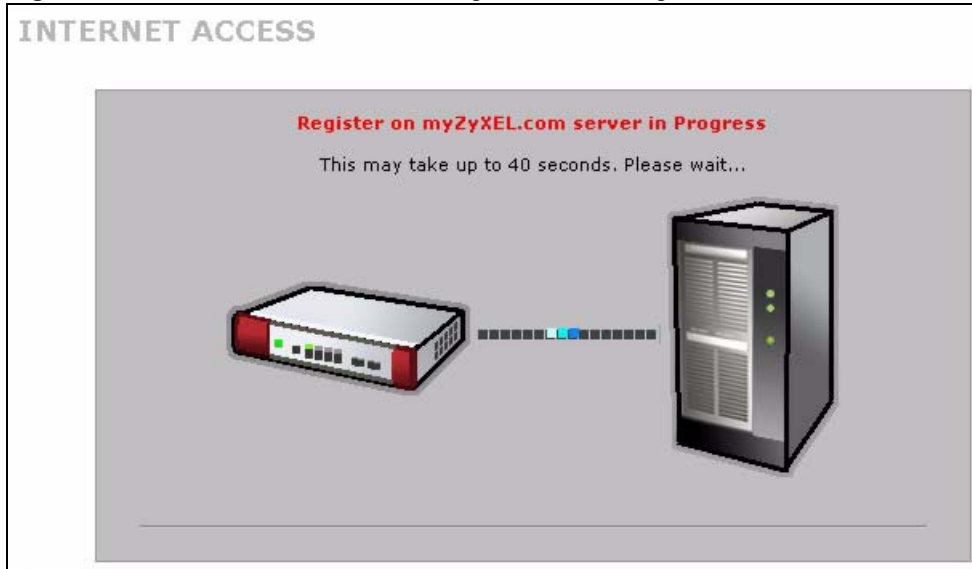 INTERNET ACCESS
Register on myZyXEL.com server in Progress
This may take up to 40 seconds. Please wait...